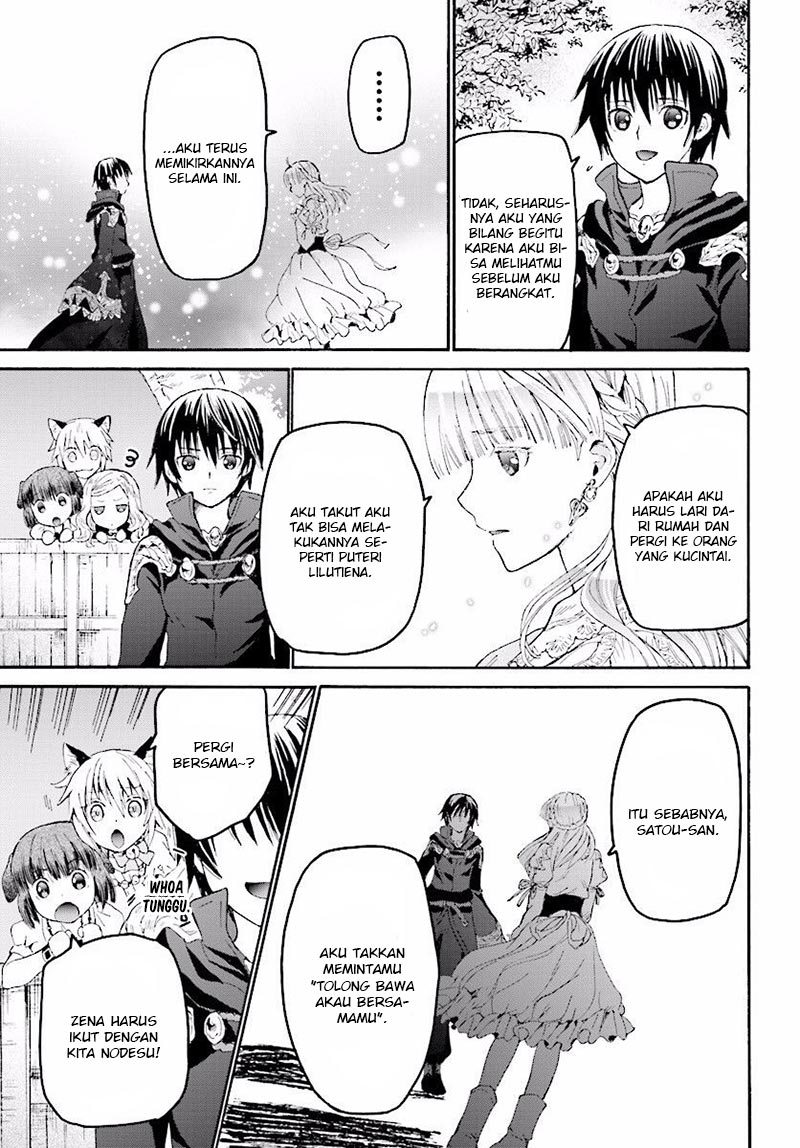 TIDAK, SEHARUS-
NYA AKU YANG
BILANG BEGITU
KARENA AKU BI-
SA MELIHATMU
SEBELUM AKU
BERANGKAT.
.....
...AKU TERUS
MEMIKIRKANNYA
SELAMA INI.
APAKAH AKU
HARUS LARI DA-
RI RUMAH DAN
PERGI KE ORANG
YANG KUCINTAI.
AKU TAKUT AKU
TAK BISA MELA-
KUKANNYA SE-
PERTI PUTERI
LILUTIENA.
ITU SEBABNYA,
SATOU-SAN.
AKU TAKKAN
MEMINTAMU
"TOLONG BAWA
AKAU BERSA-
MAMU".
PERGI
BERSAMA~?
WHOA
TUNGGU
ZENA HARUS
IKUT DENGAN
KITA NODESU!